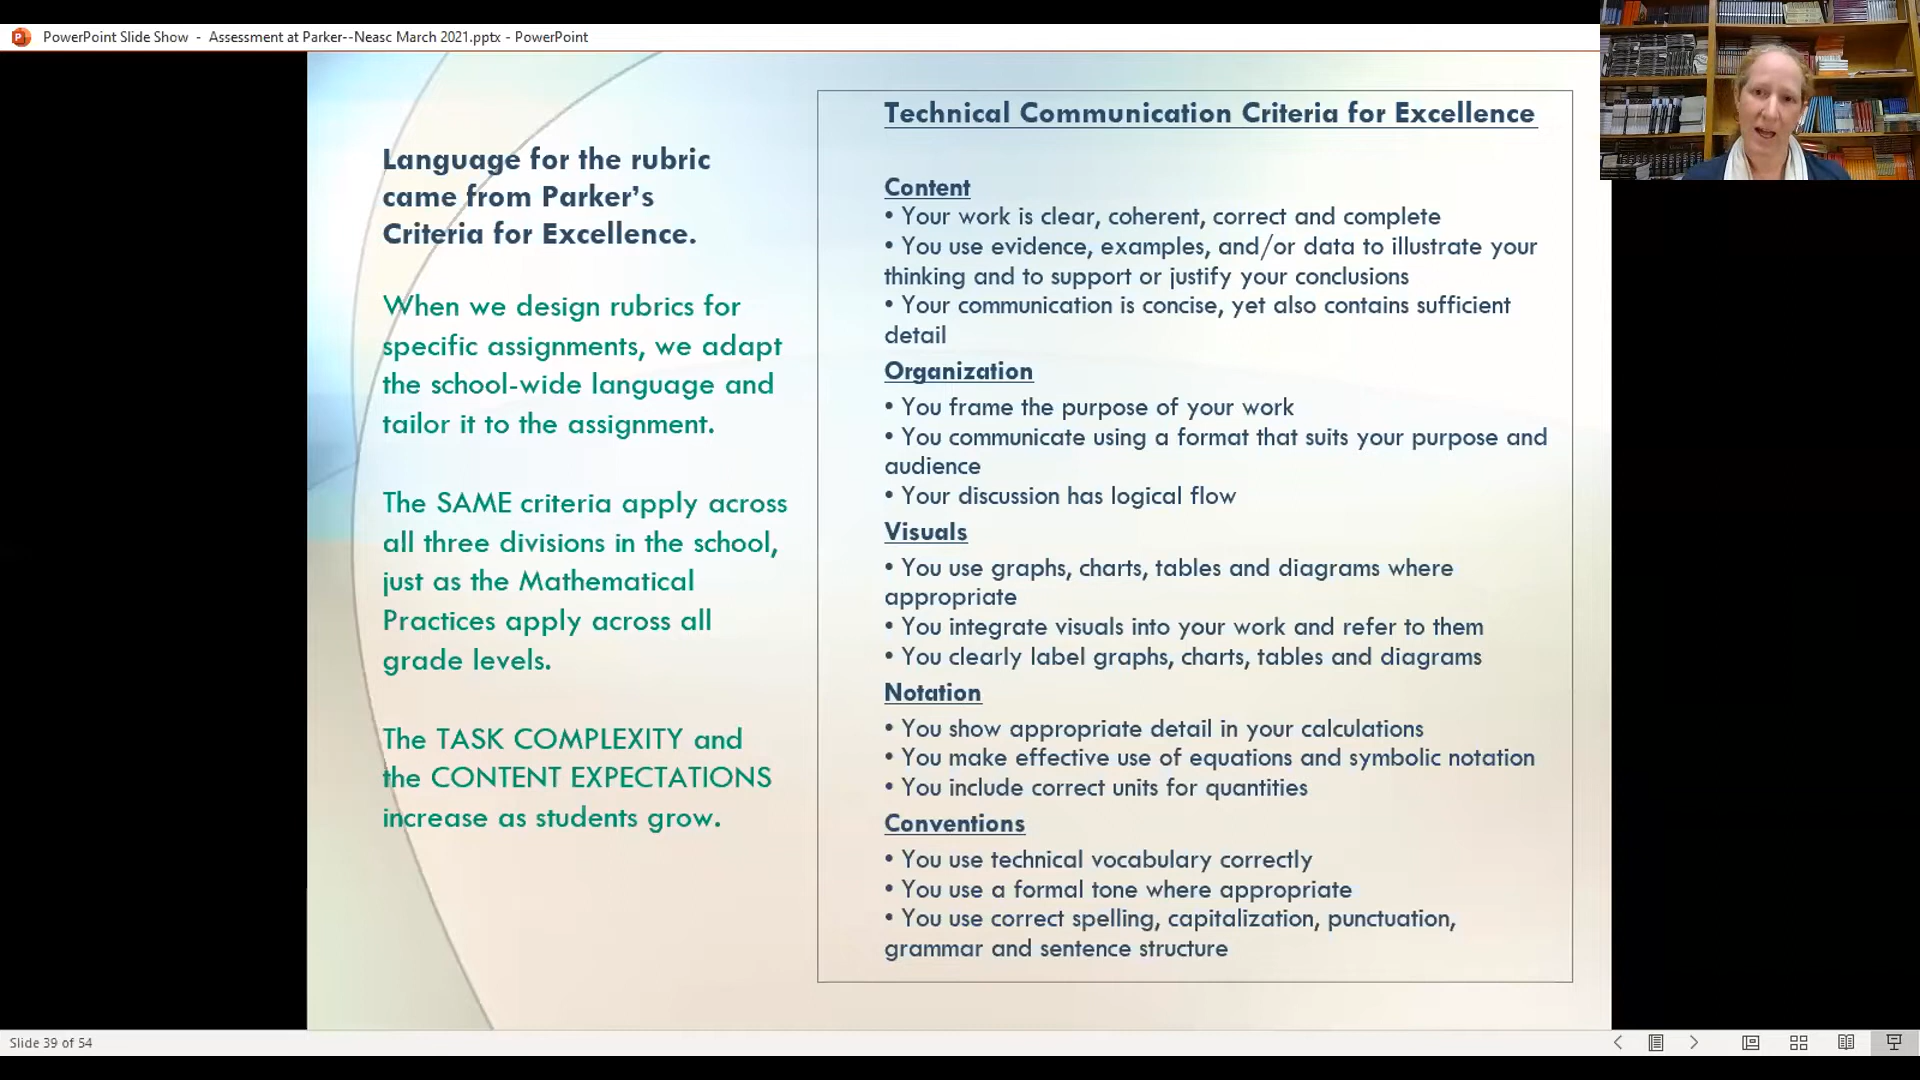 PowerPoint Slide Show - Assessment at Parker--Neasc March 2021.pptx - PowerPoint
Language for the rubric
came from Parker's
Criteria for Excellence.
When we design rubrics for
specific assignments, we adapt
the school-wide language and
tailor it to the assignment.
The SAME criteria apply across
all three divisions in the school,
just as the Mathematical
Practices apply across all
grade levels.
The TASK COMPLEXITY and
the CONTENT EXPECTATIONS
increase as students grow.
Technical Communication Criteria for Excellence
Content
• Your work is clear, coherent, correct and complete
• You use evidence, examples, and/or data to illustrate your
thinking and to support or justify your conclusions
• Your communication is concise, yet also contains sufficient
detail
Organization
• You frame the purpose of your work
• You communicate using a format that suits your purpose and
audience
• Your discussion has logical flow
Visuals
• You use graphs, charts, tables and diagrams where
appropriate
• You integrate visuals into your work and refer to them
• You clearly label graphs, charts, tables and diagrams
Notation
• You show appropriate detail in your calculations
• You make effective use of equations and symbolic notation
• You include correct units for quantities
Conventions
• You use technical vocabulary correctly
• You use a formal tone where appropriate
• You use correct spelling, capitalization, punctuation,
grammar and sentence structure
Slide 39 of 54